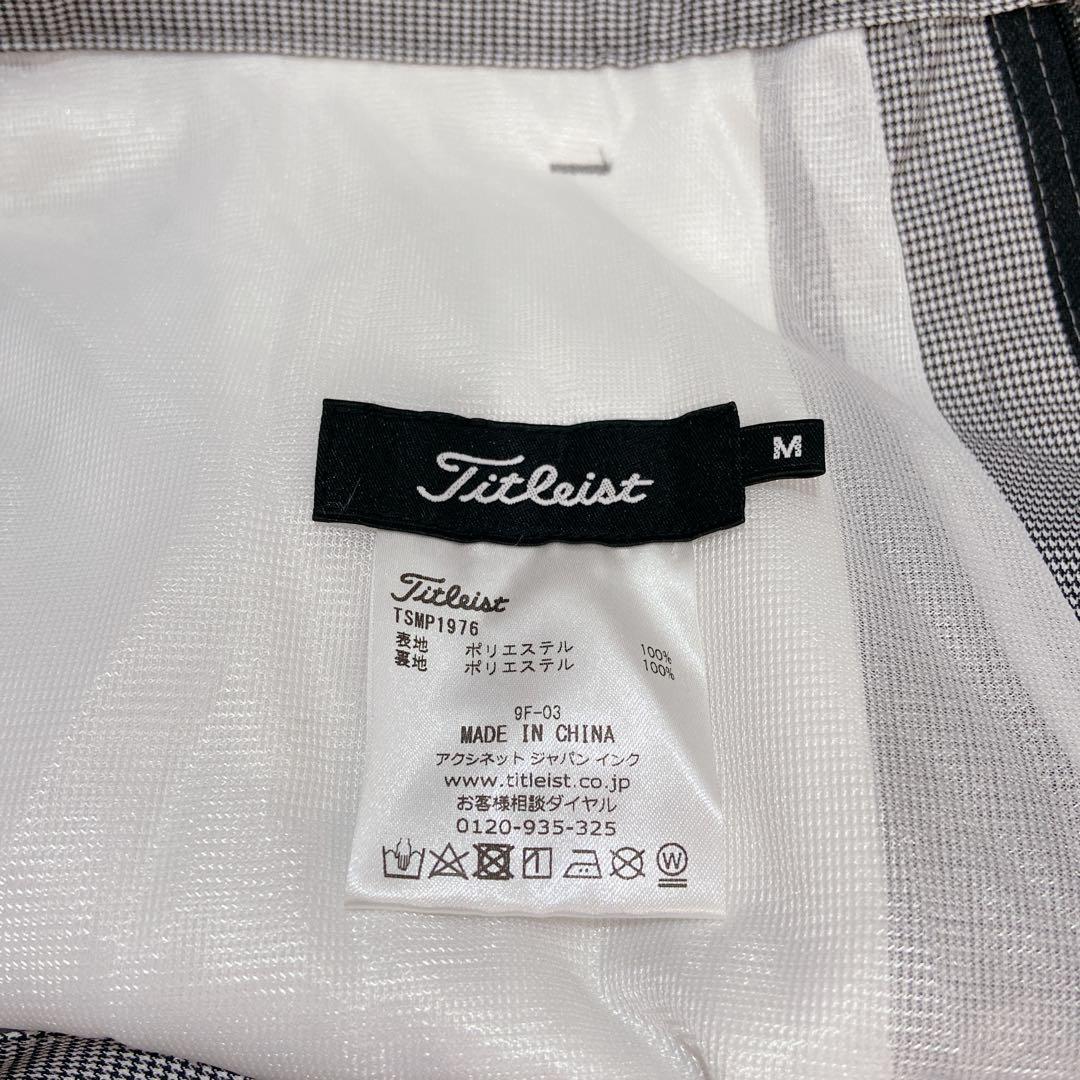 Titleist
M
Titleist
TSMP1976
表地 ポリエステル 100%
裏地 ポリエステル 100%
9F-03
MADE IN CHINA
アクシネット ジャパン インク
www.titleist.co.jp
お客様相談ダイヤル
0120-935-325
W